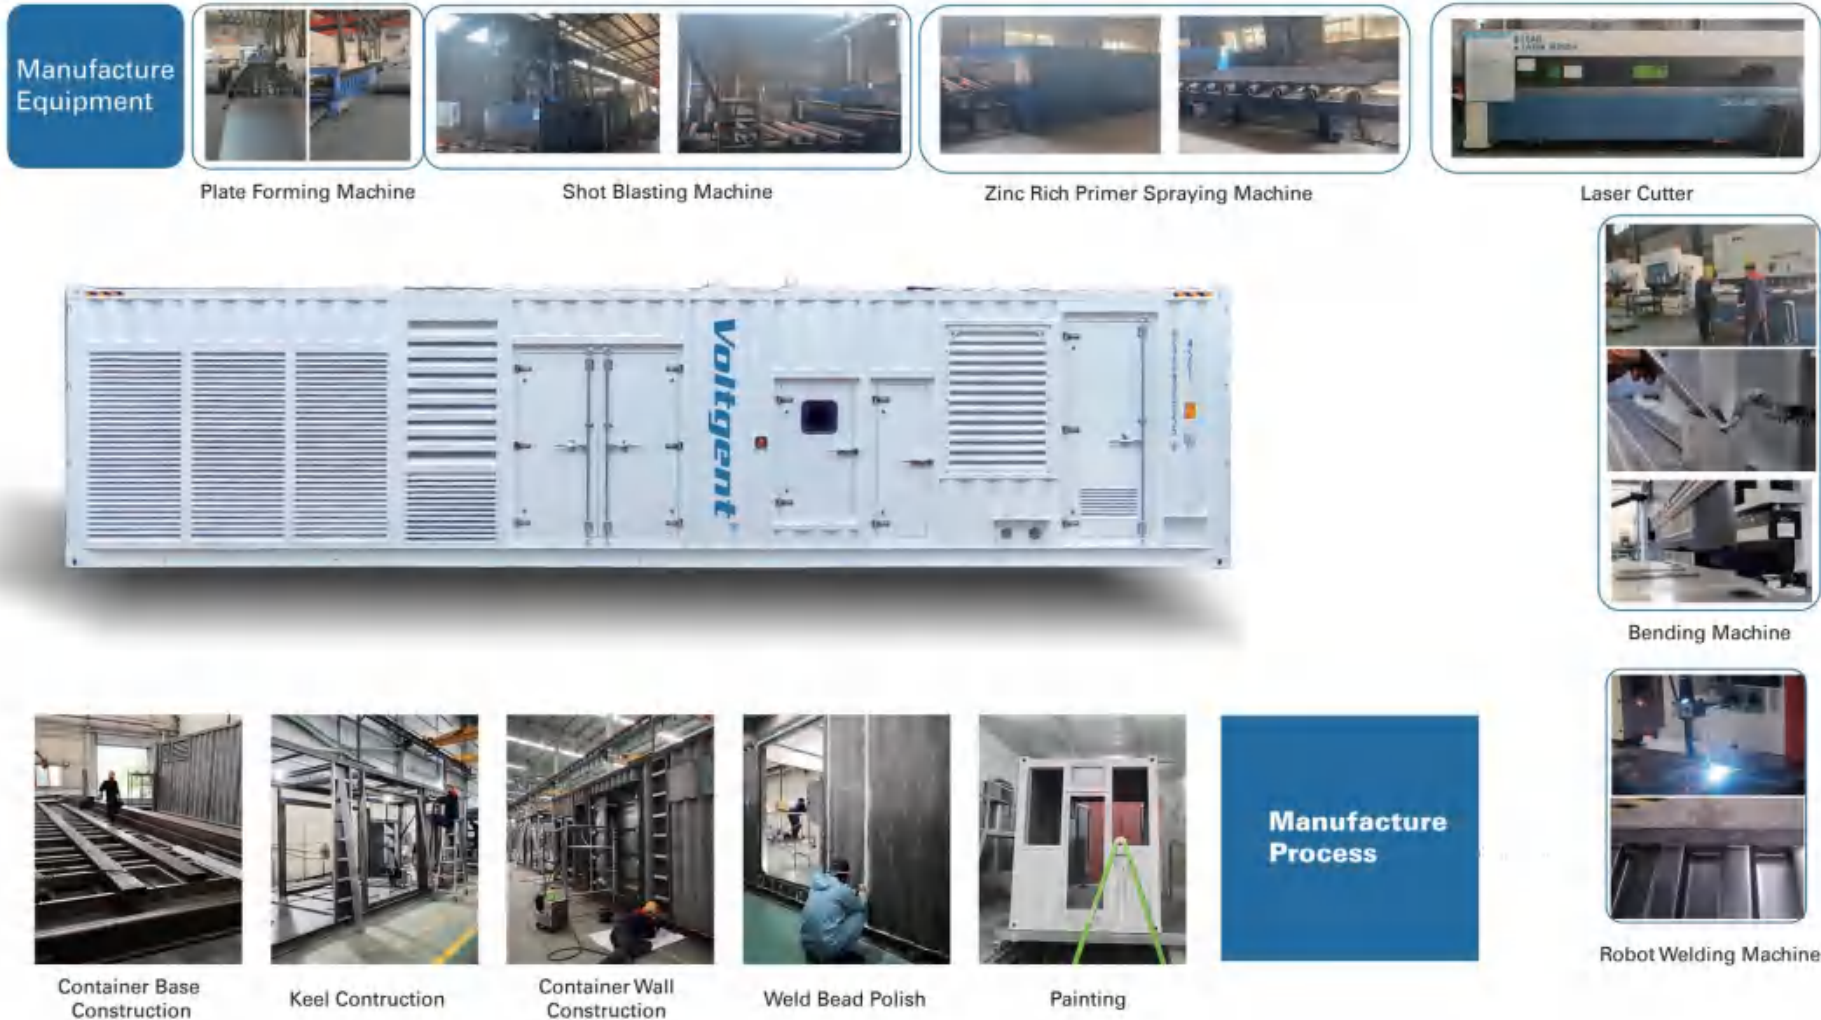 Manufacture
Equipment
Plate Forming Machine
Shot Blasting Machine
Zinc Rich Primer Spraying Machine
Laser Cutter
Voltgent
Bending Machine
Manufacture
Process
Robot Welding Machine
Container Base
Construction
Keel Contruction
Container Wall
Construction
Weld Bead Polish
Painting